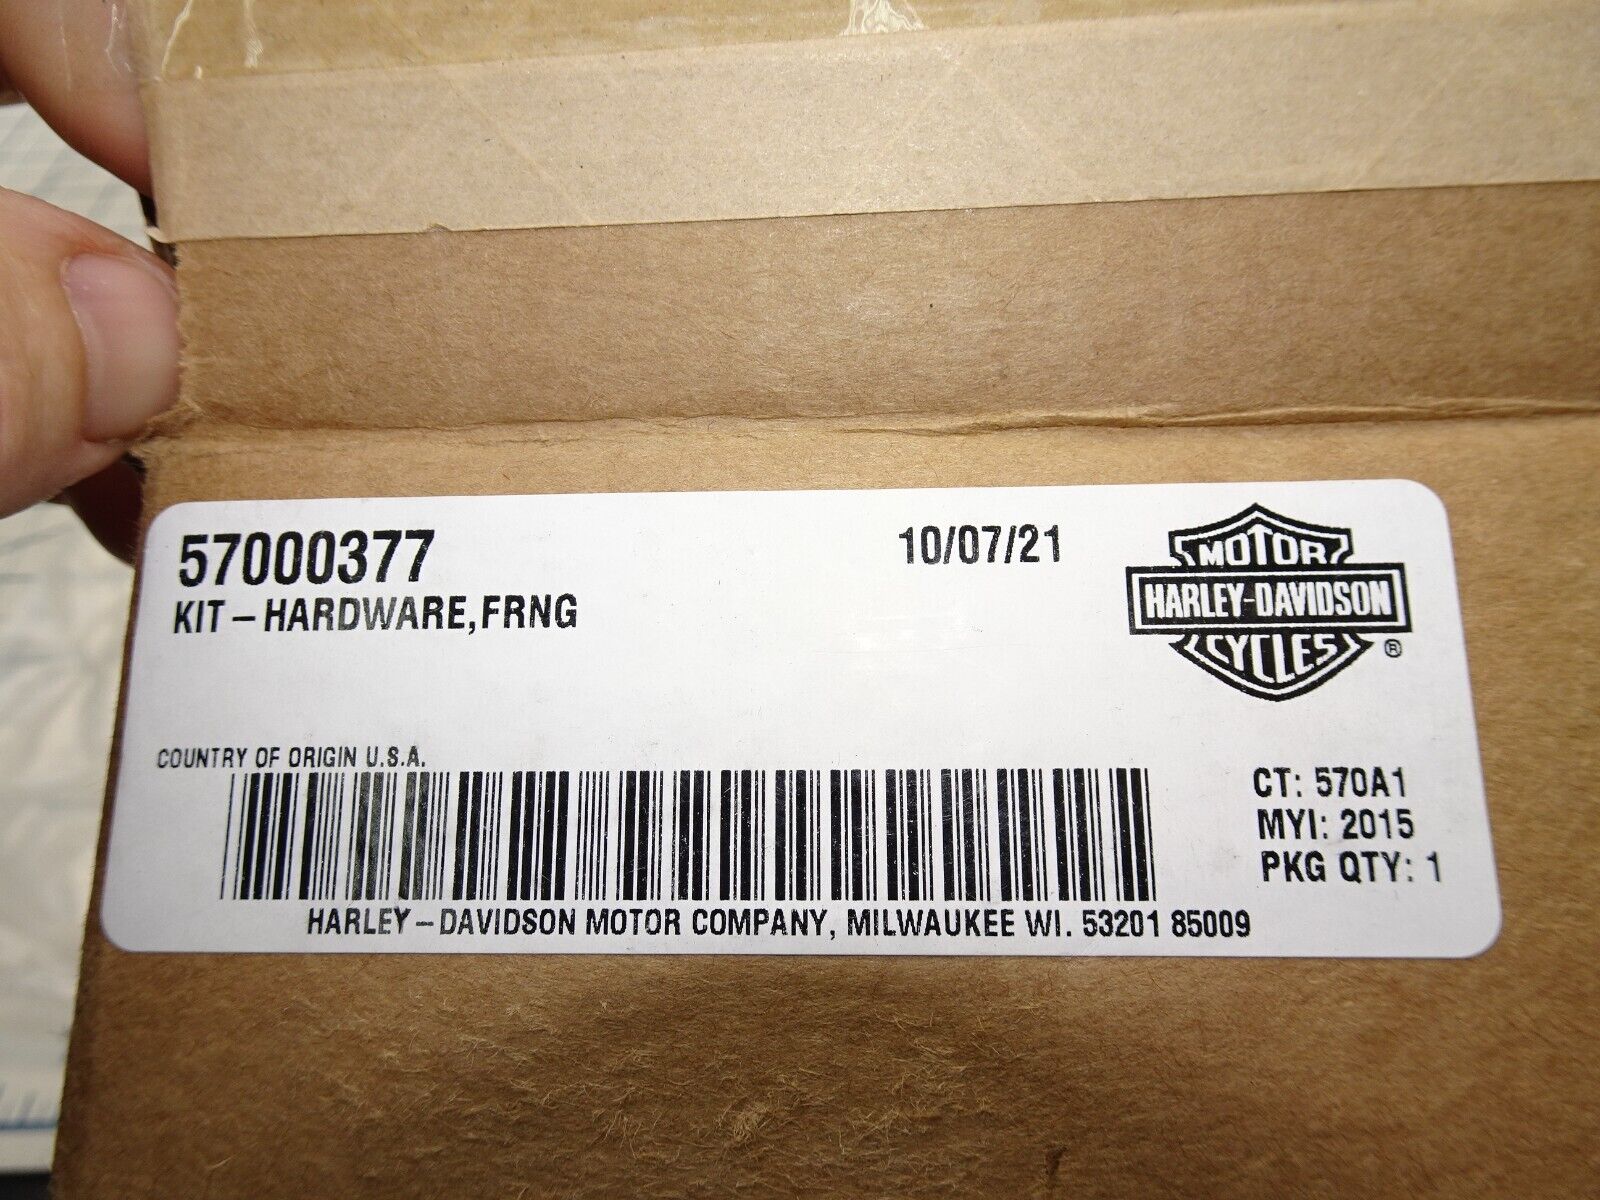 57000377
10/07/21
KIT-HARDWARE,FRNG
MOTOR
HARLEY-DAVIDSON
CYCLES
®
COUNTRY OF ORIGIN U.S.A.
CT: 570A1
MYI: 2015
PKG QTY: 1
HARLEY-DAVIDSON MOTOR COMPANY, MILWAUKEE WI. 53201 85009